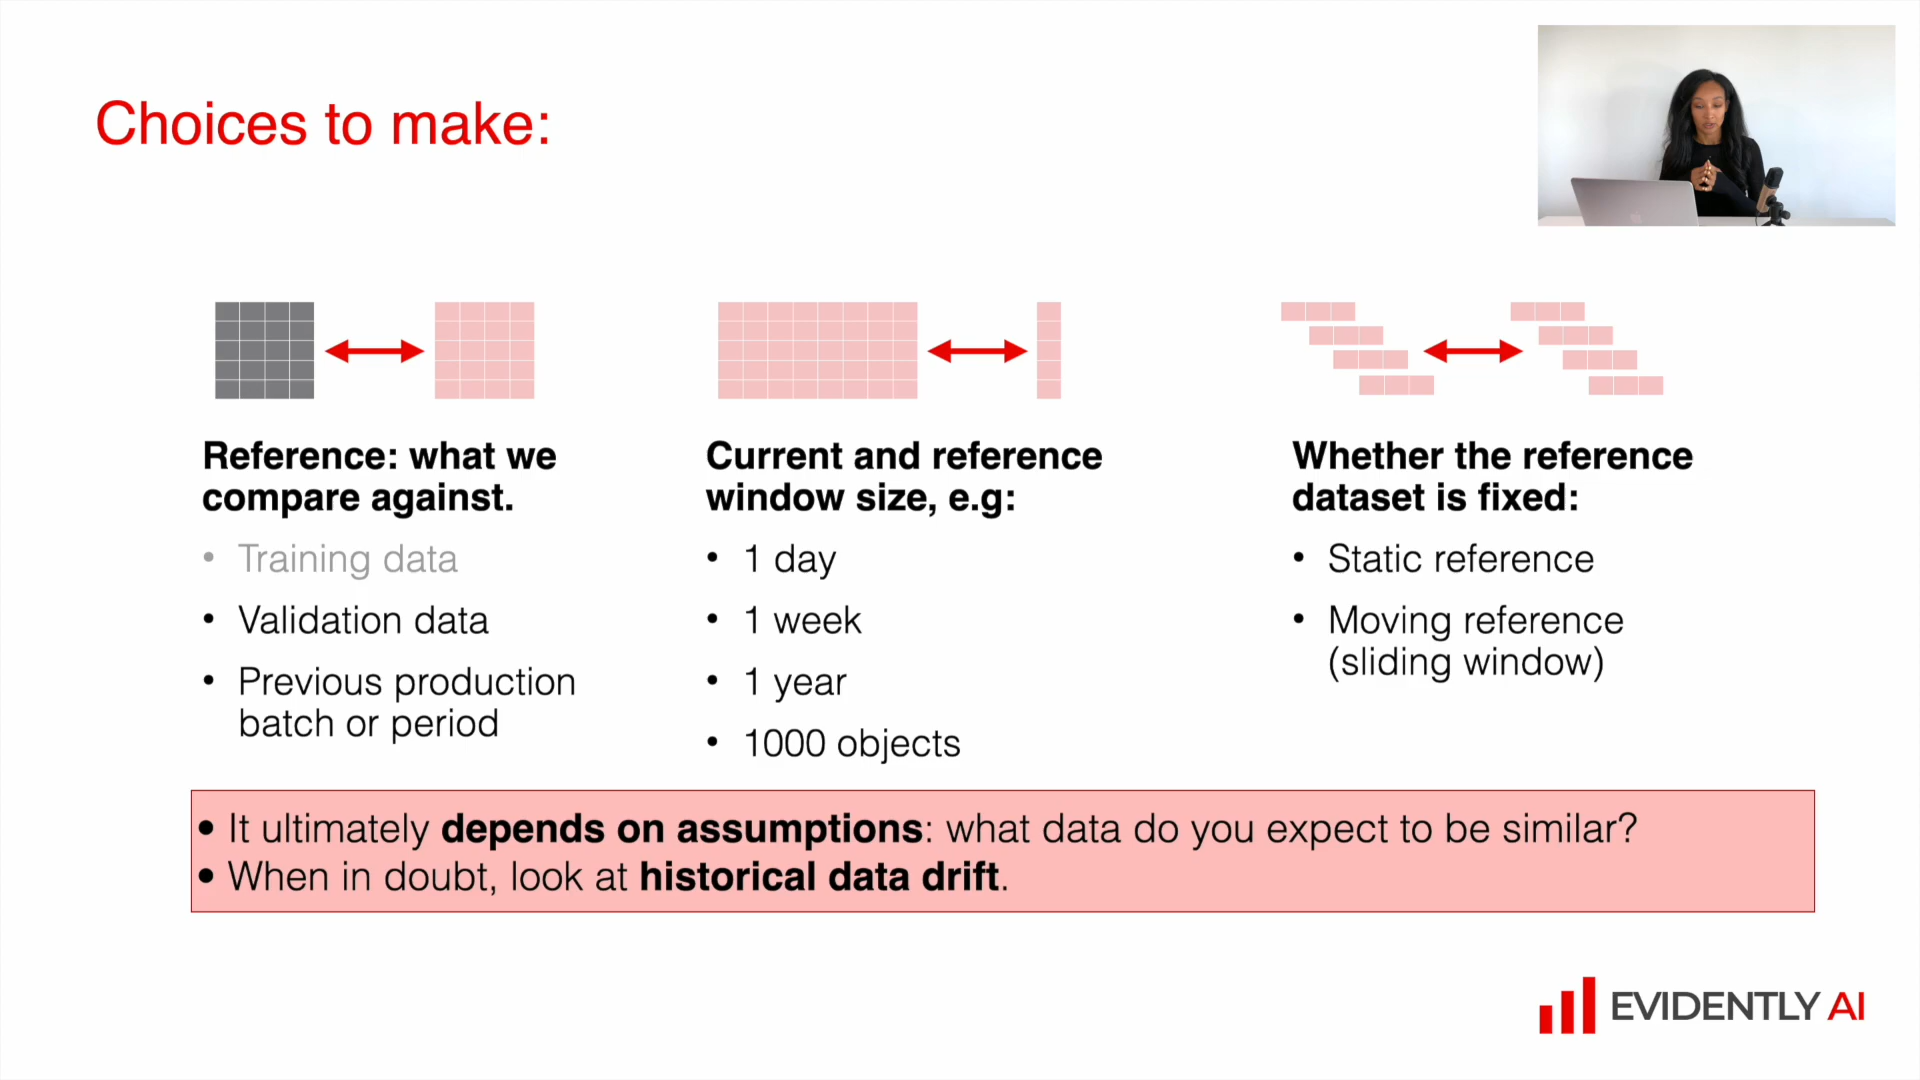 Choices to make:
Reference: what we
compare against.
• Training data
• Validation data
• Previous production
batch or period
Current and reference
window size, e.g:
• 1 day
• 1 week
• 1 year
• 1000 objects
Whether the reference
dataset is fixed:
• Static reference
• Moving reference
(sliding window)
• It ultimately depends on assumptions: what data do you expect to be similar?
• When in doubt, look at historical data drift.
EVIDENTLY AI